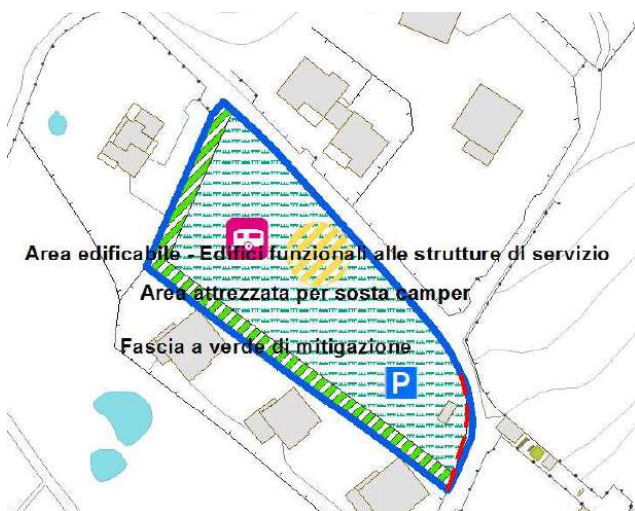 Area edificabile - Edifici funzionali alle strutture di servizio
Area attrezzata per sosta camper
Fascia a verde di mitigazione
P